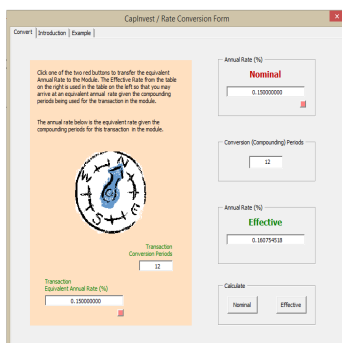 CapInvest / Rate Conversion Form
x
Convert Introduction Example
Click one of the two red buttons to transfer the equivalent
Annual Rate to the Module. The Effective Rate from the table
on the right is used in the table on the left so that you may
arrive at an equivalent annual rate given the compounding
periods being used for the transaction in the module.
The annual rate below is the equivalent rate given the
compounding periods for this transaction in the module.
W I N
S T
Transaction
Conversion Periods
12
Transaction
Equivalent Annual Rate (%)
0.150000000
Annual Rate (%)
Nominal
0.150000000
Conversion (Compounding) Periods
12
Annual Rate (%)
Effective
0.160754518
Calculate
Nominal Effective